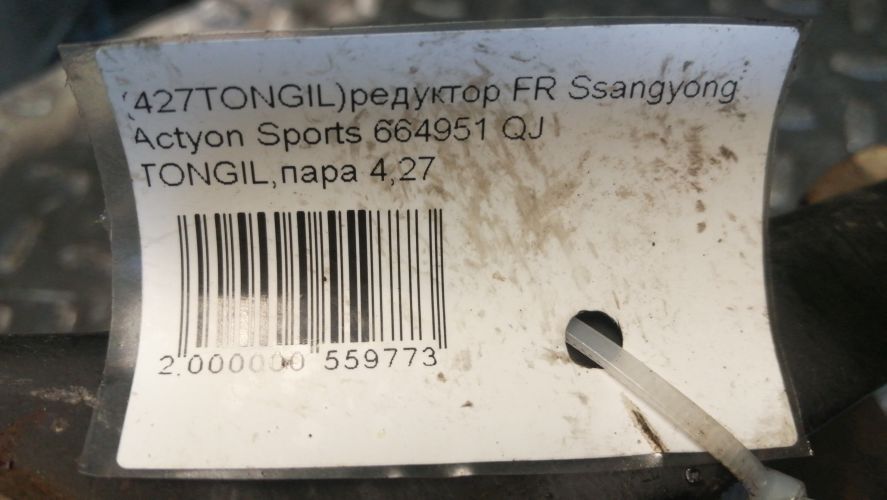 (427TONGIL)редуктор FR Ssangyong
Actyon Sports 664951 QJ
TONGIL,пара 4,27
2 000000 559773